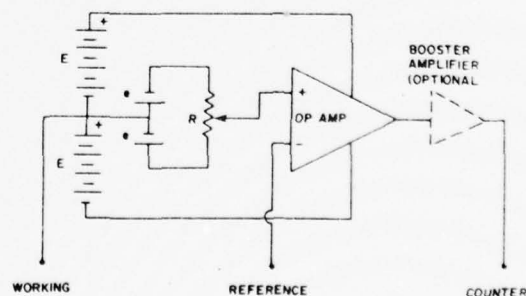 +
E
e
e
R
+
E
+
OP AMP
-
BOOSTER
AMPLIFIER
(OPTIONAL
WORKING
REFERENCE
COUNTER